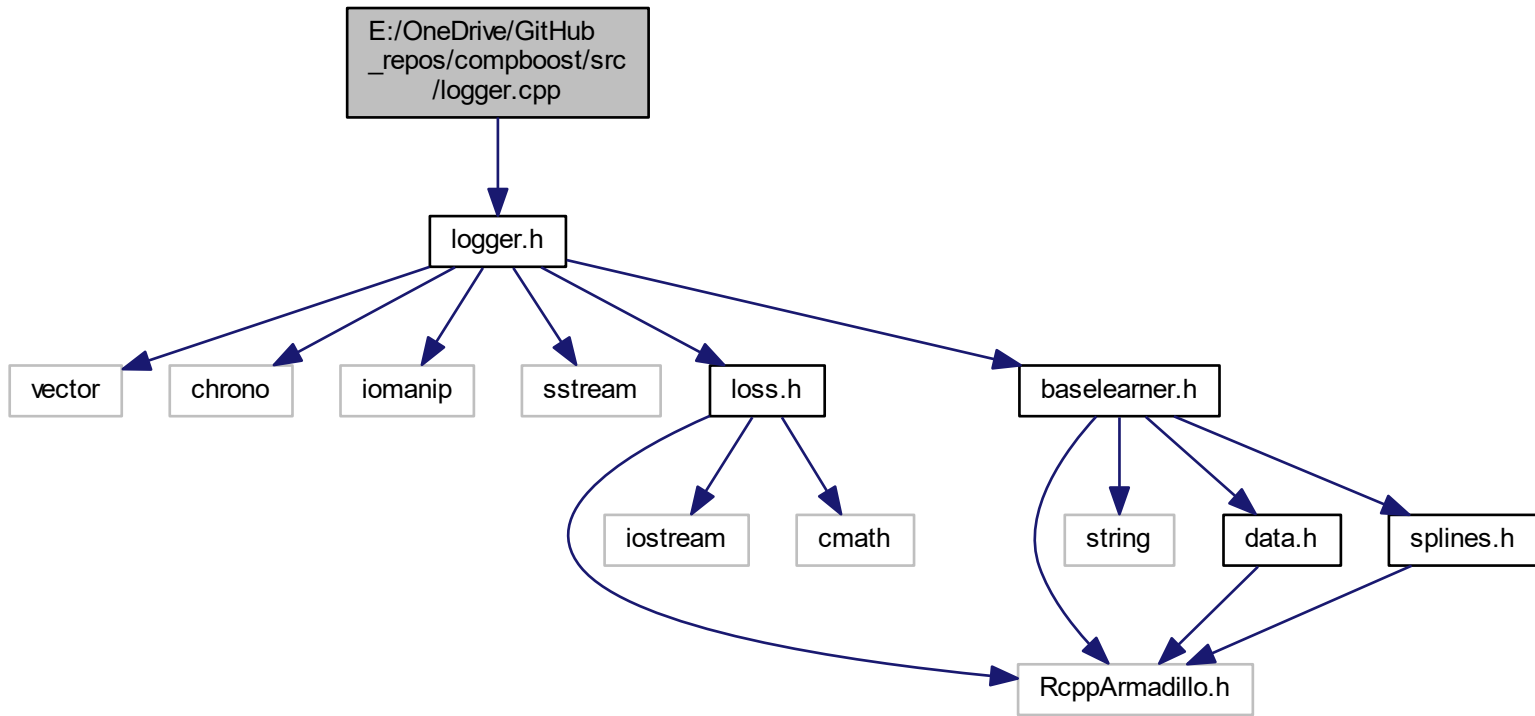 E:/OneDrive/GitHub
_repos/compboost/src
/logger.cpp
logger.h
vector
chrono
iomanip
sstream
loss.h
baselearner.h
iostream
cmath
string
data.h
splines.h
RcppArmadillo.h